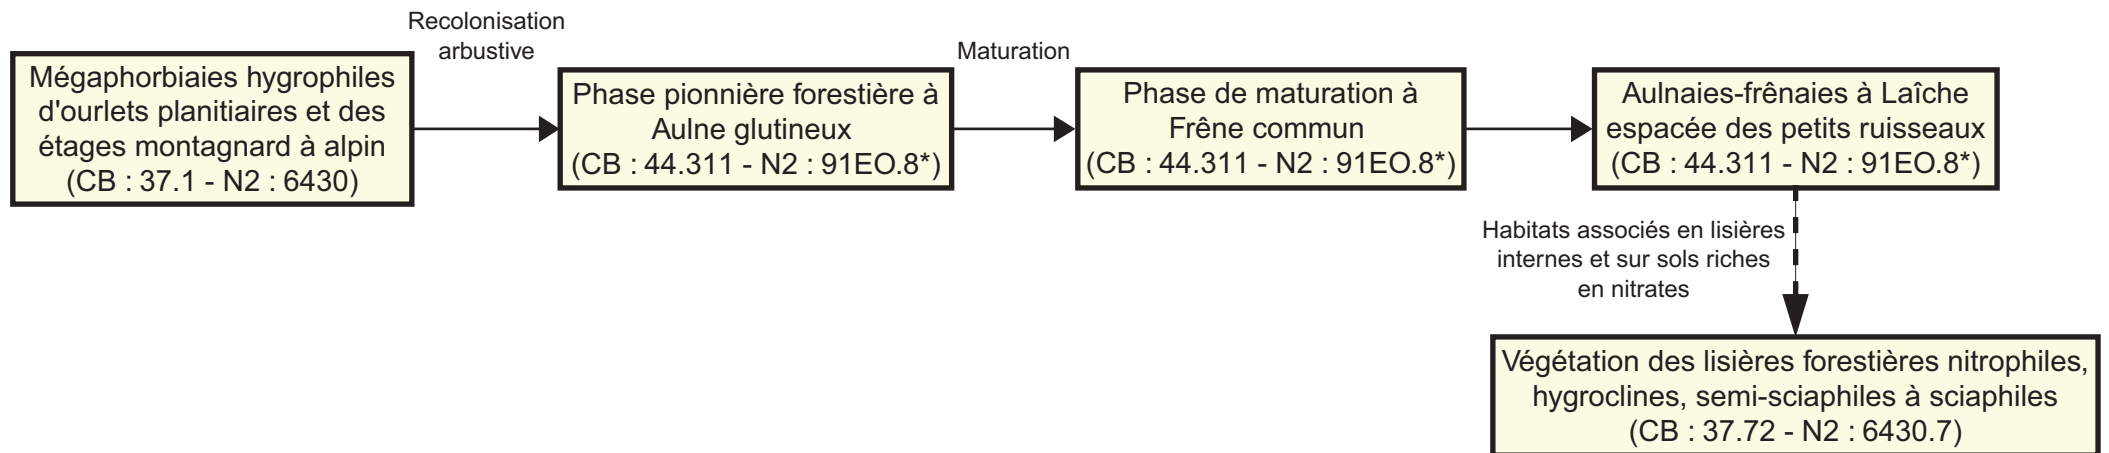 Recolonisation
arbustive
Mégaphorbiaies hygrophiles
d'ourlets planitiaires et des
étages montagnard à alpin
(CB : 37.1 - N2 : 6430)
Maturation
Phase pionnière forestière à
Aulne glutineux
(CB : 44.311 - N2 : 91EO.8*)
Phase de maturation à
Frêne commun
(CB : 44.311 - N2 : 91EO.8*)
Aulnaies-frênaies à Laîche
espacée des petits ruisseaux
(CB : 44.311 - N2 : 91EO.8*)
Habitats associés en lisières
internes et sur sols riches
en nitrates
Végétation des lisières forestières nitrophiles,
hygroclines, semi-sciaphiles à sciaphiles
(CB : 37.72 - N2 : 6430.7)